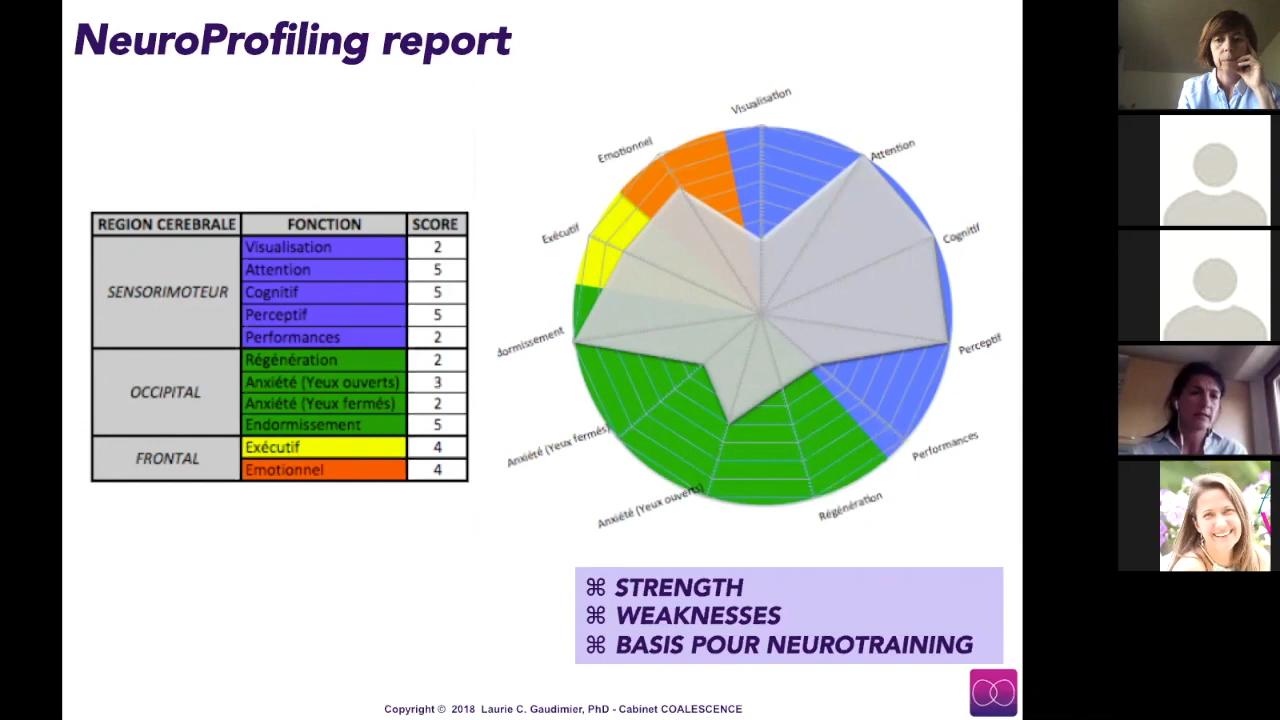 NeuroProfiling report
REGION CEREBRALE FONCTION SCORE
SENSORIMOTEUR
Visualisation 2
Attention 5
Cognitif 5
Perceptif 5
Performances 2
OCCIPITAL
Régénération 2
Anxiété (Yeux ouverts) 3
Anxiété (Yeux fermés) 2
Endormissement 5
FRONTAL
Exécutif 4
Emotionnel 4
Visualisation
Attention
Cognitif
Perceptif
Performances
Régénération
Anxiété (Yeux ouverts)
Anxiété (Yeux fermés)
dormissement
Exécutif
Emotionnel
⌘ STRENGTH
⌘ WEAKNESSES
⌘ BASIS POUR NEUROTRAINING
Copyright © 2018 Laurie C. Gaudimier, PhD - Cabinet COALESCENCE